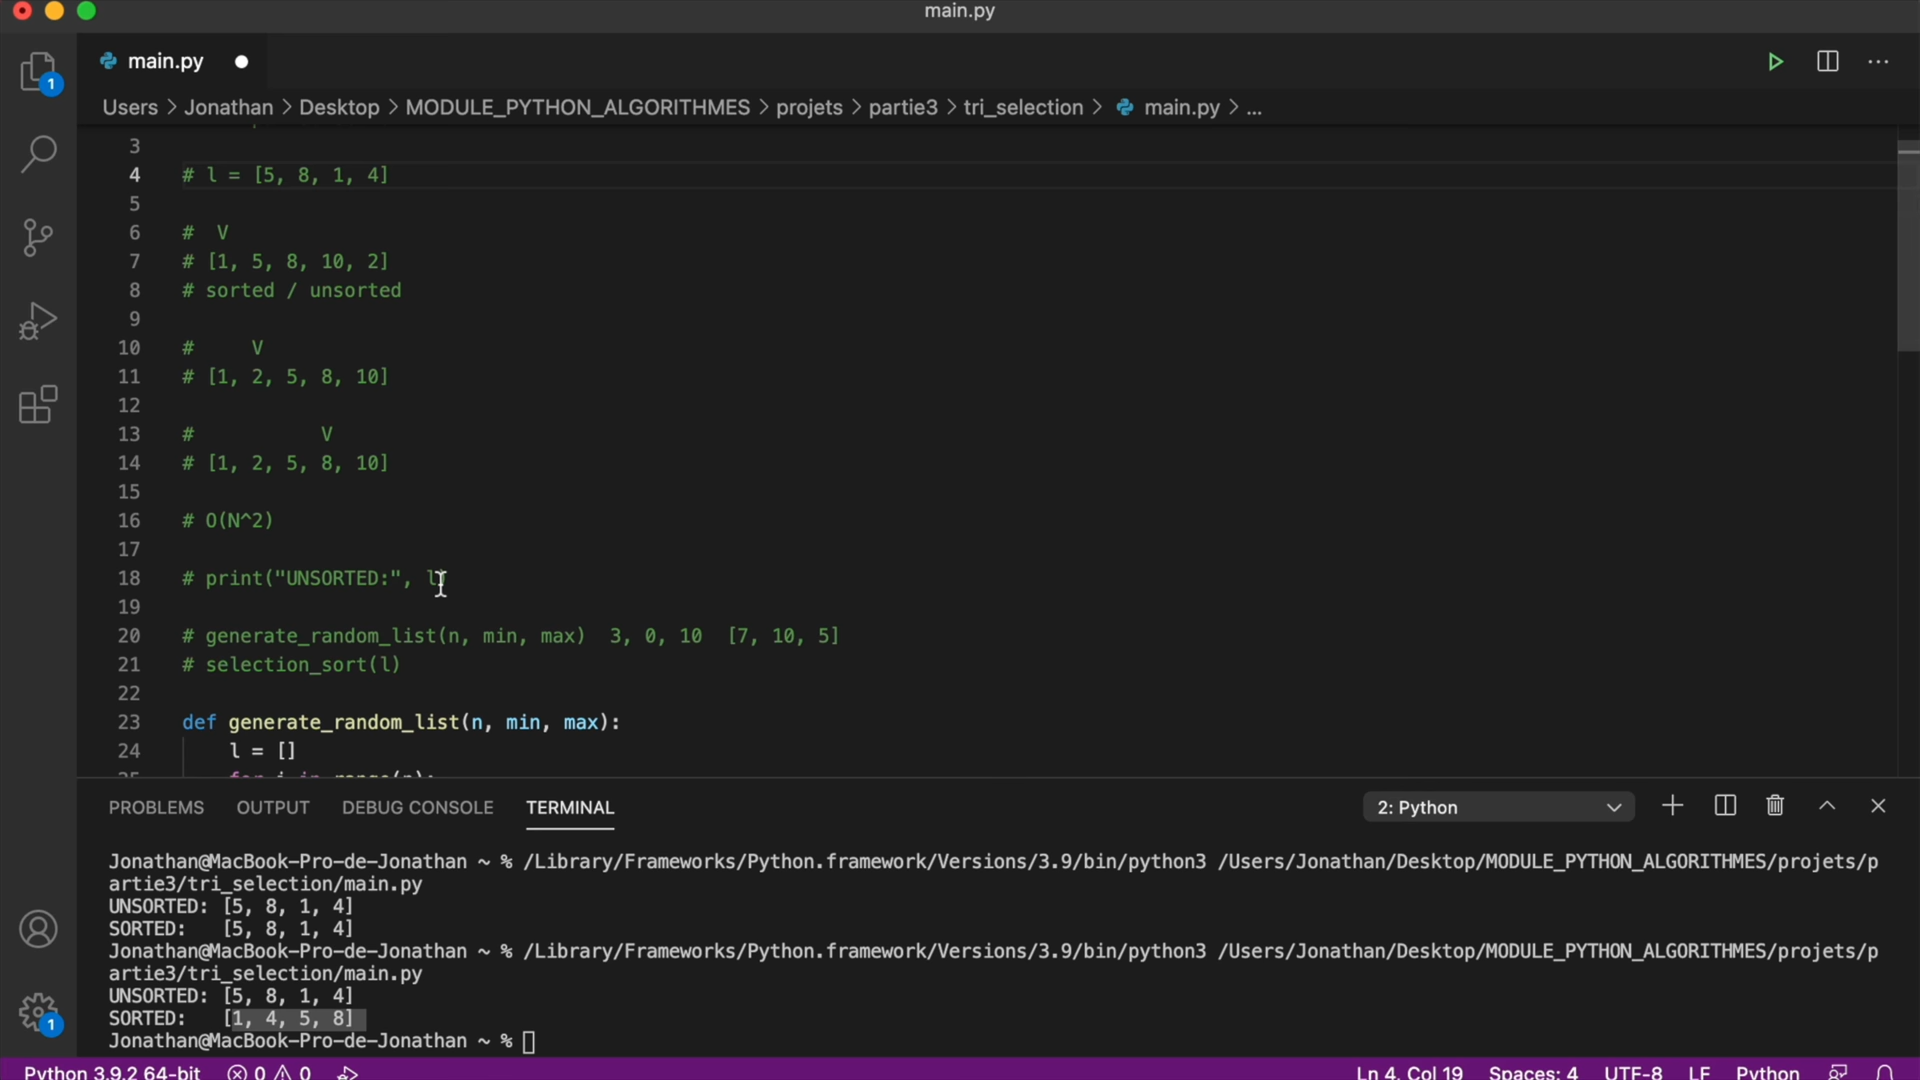 main.py
main.py
Users > Jonathan > Desktop > MODULE_PYTHON_ALGORITHMES > projets > partie3 > tri_selection > main.py > ...
3
4 # l = [5, 8, 1, 4]
5
6 #  V
7 # [1, 5, 8, 10, 2]
8 # sorted / unsorted
9
10 #     V
11 # [1, 2, 5, 8, 10]
12
13 #           V
14 # [1, 2, 5, 8, 10]
15
16 # O(N^2)
17
18 # print("UNSORTED:", l)
19
20 # generate_random_list(n, min, max)  3, 0, 10  [7, 10, 5]
21 # selection_sort(l)
22
23 def generate_random_list(n, min, max):
24     l = []
25     for i in range(n):
PROBLEMS OUTPUT DEBUG CONSOLE TERMINAL 2: Python
Jonathan@MacBook-Pro-de-Jonathan ~ % /Library/Frameworks/Python.framework/Versions/3.9/bin/python3 /Users/Jonathan/Desktop/MODULE_PYTHON_ALGORITHMES/projets/p
artie3/tri_selection/main.py
UNSORTED: [5, 8, 1, 4]
SORTED:   [5, 8, 1, 4]
Jonathan@MacBook-Pro-de-Jonathan ~ % /Library/Frameworks/Python.framework/Versions/3.9/bin/python3 /Users/Jonathan/Desktop/MODULE_PYTHON_ALGORITHMES/projets/p
artie3/tri_selection/main.py
UNSORTED: [5, 8, 1, 4]
SORTED:   [1, 4, 5, 8]
Jonathan@MacBook-Pro-de-Jonathan ~ %
1
1
Python 3.9.2 64-bit 0 0 Ln 4, Col 19 Spaces: 4 UTF-8 LF Python